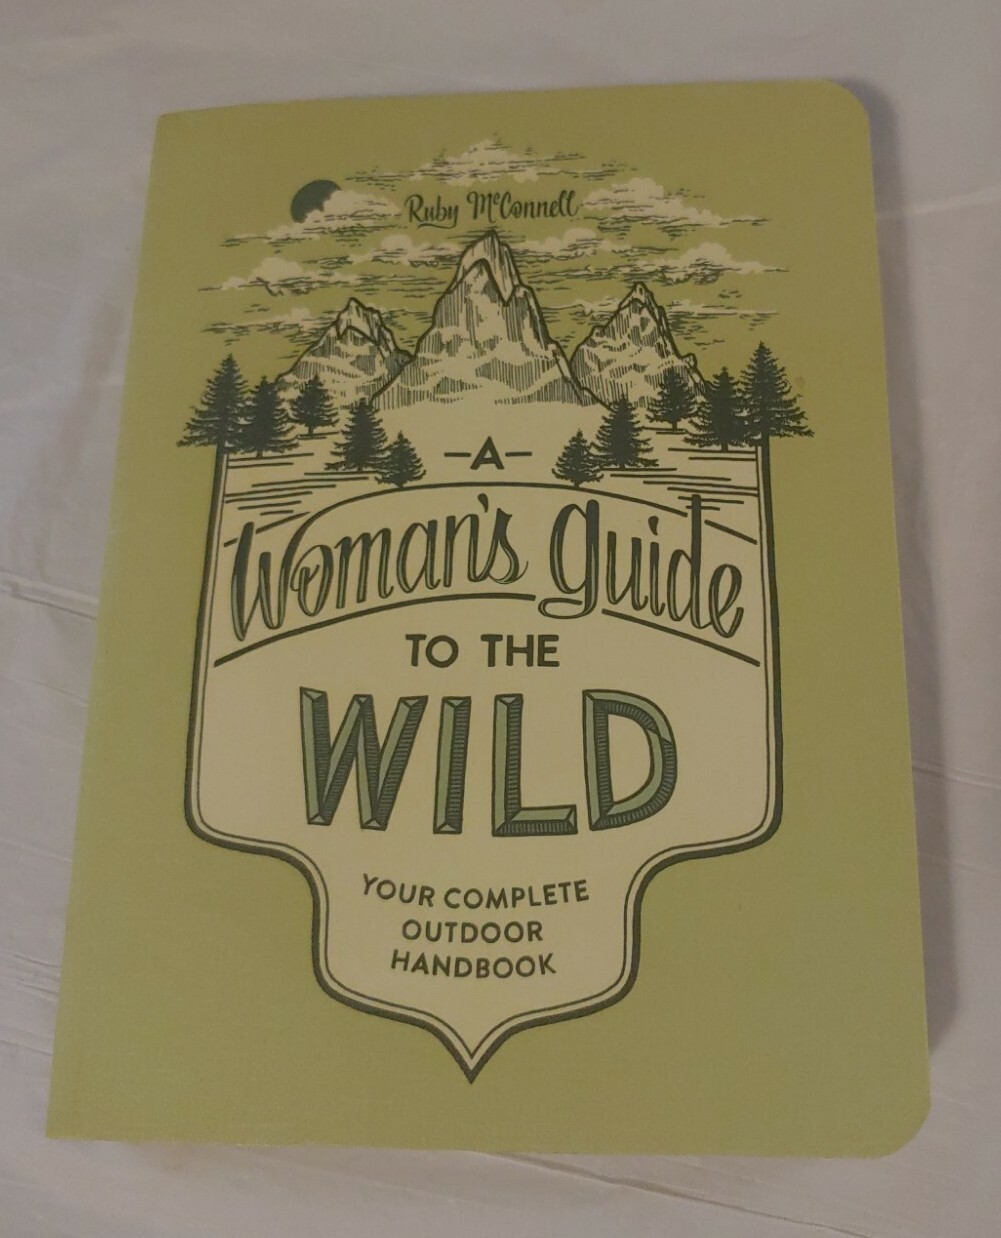 Ruby McConnell
A
Woman's Guide
TO THE
WILD
YOUR COMPLETE
OUTDOOR
HANDBOOK